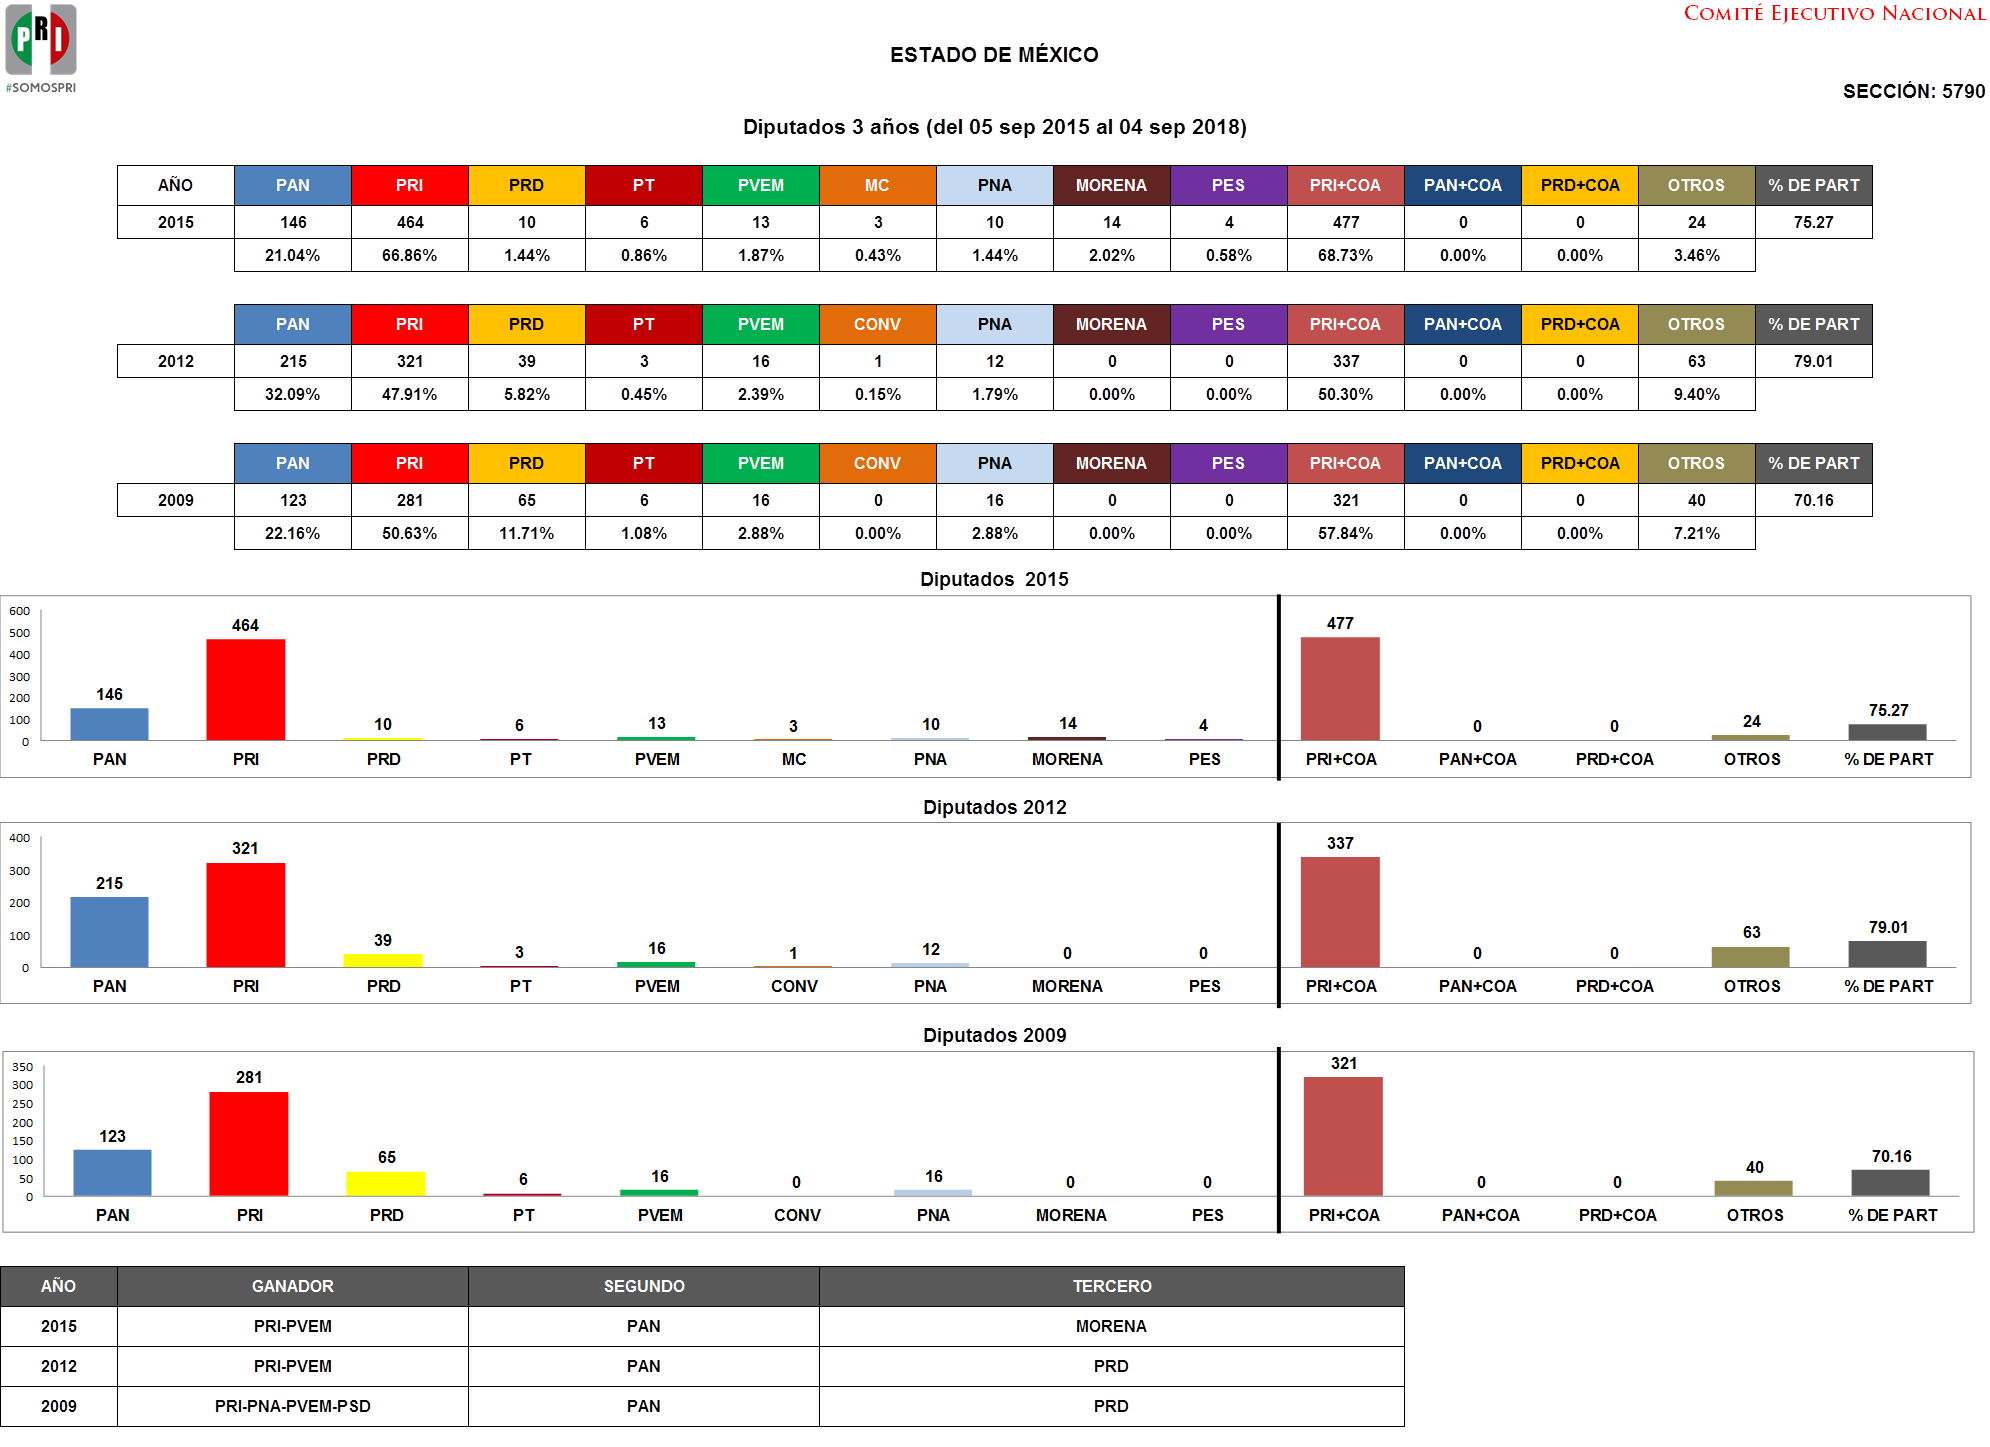 PRI
#SOMOSPRI
COMITÉ EJECUTIVO NACIONAL
ESTADO DE MÉXICO
SECCIÓN: 5790
Diputados 3 años (del 05 sep 2015 al 04 sep 2018)
AÑO PAN PRI PRD PT PVEM MC PNA MORENA PES PRI+COA PAN+COA PRD+COA OTROS % DE PART
2015 146 464 10 6 13 3 10 14 4 477 0 0 24 75.27
21.04% 66.86% 1.44% 0.86% 1.87% 0.43% 1.44% 2.02% 0.58% 68.73% 0.00% 0.00% 3.46%
PAN PRI PRD PT PVEM CONV PNA MORENA PES PRI+COA PAN+COA PRD+COA OTROS % DE PART
2012 215 321 39 3 16 1 12 0 0 337 0 0 63 79.01
32.09% 47.91% 5.82% 0.45% 2.39% 0.15% 1.79% 0.00% 0.00% 50.30% 0.00% 0.00% 9.40%
PAN PRI PRD PT PVEM CONV PNA MORENA PES PRI+COA PAN+COA PRD+COA OTROS % DE PART
2009 123 281 65 6 16 0 16 0 0 321 0 0 40 70.16
22.16% 50.63% 11.71% 1.08% 2.88% 0.00% 2.88% 0.00% 0.00% 57.84% 0.00% 0.00% 7.21%
Diputados 2015
600
500
400
300
200
100
0
146 464 10 6 13 3 10 14 4 477 0 0 24 75.27
PAN PRI PRD PT PVEM MC PNA MORENA PES PRI+COA PAN+COA PRD+COA OTROS % DE PART
Diputados 2012
400
300
200
100
0
215 321 39 3 16 1 12 0 0 337 0 0 63 79.01
PAN PRI PRD PT PVEM CONV PNA MORENA PES PRI+COA PAN+COA PRD+COA OTROS % DE PART
Diputados 2009
350
300
250
200
150
100
50
0
123 281 65 6 16 0 16 0 0 321 0 0 40 70.16
PAN PRI PRD PT PVEM CONV PNA MORENA PES PRI+COA PAN+COA PRD+COA OTROS % DE PART
AÑO GANADOR SEGUNDO TERCERO
2015 PRI-PVEM PAN MORENA
2012 PRI-PVEM PAN PRD
2009 PRI-PNA-PVEM-PSD PAN PRD